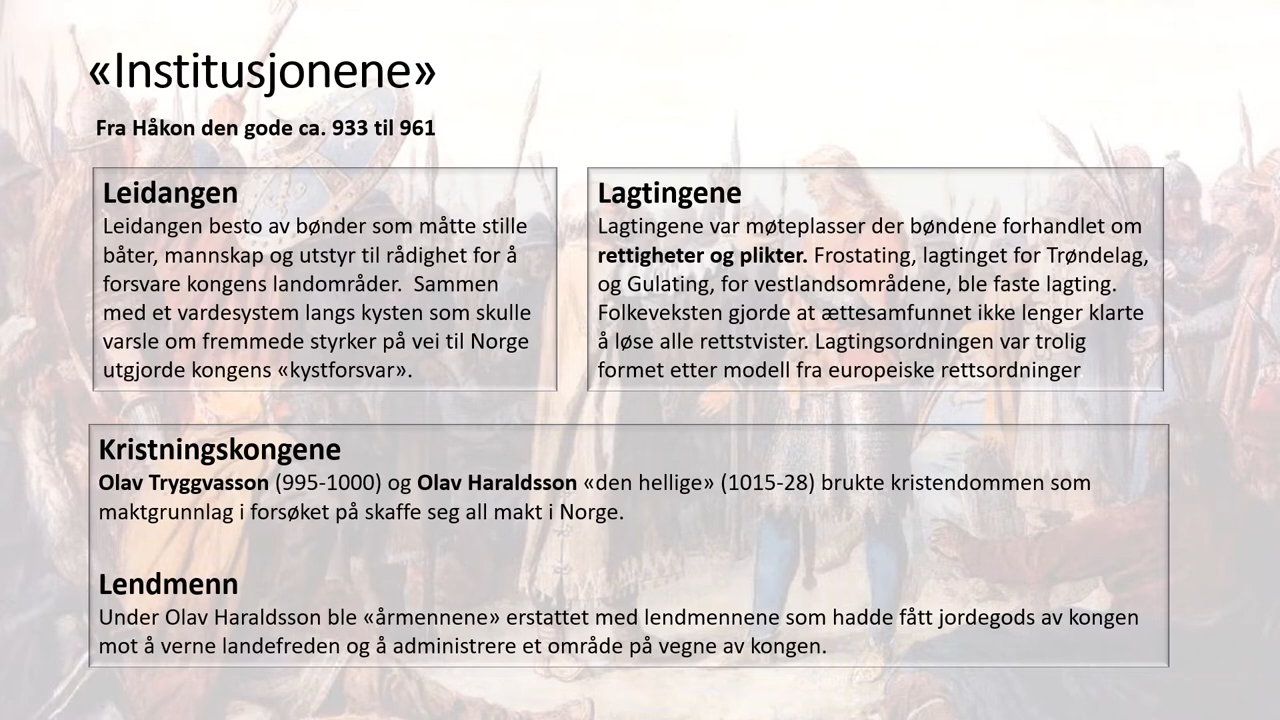 «Institusjonene»
Fra Håkon den gode ca. 933 til 961
Leidangen
Leidangen besto av bønder som måtte stille
båter, mannskap og utstyr til rådighet for å
forsvare kongens landområder.  Sammen
med et vardesystem langs kysten som skulle
varsle om fremmede styrker på vei til Norge
utgjorde kongens «kystforsvar».
Lagtingene
Lagtingene var møteplasser der bøndene forhandlet om
rettigheter og plikter. Frostating, lagtinget for Trøndelag,
og Gulating, for vestlandsområdene, ble faste lagting.
Folkeveksten gjorde at ættesamfunnet ikke lenger klarte
å løse alle rettstvister. Lagtingsordningen var trolig
formet etter modell fra europeiske rettsordninger
Kristningskongene
Olav Tryggvasson (995-1000) og Olav Haraldsson «den hellige» (1015-28) brukte kristendommen som
maktgrunnlag i forsøket på skaffe seg all makt i Norge.
Lendmenn
Under Olav Haraldsson ble «årmennene» erstattet med lendmennene som hadde fått jordegods av kongen
mot å verne landefreden og å administrere et område på vegne av kongen.